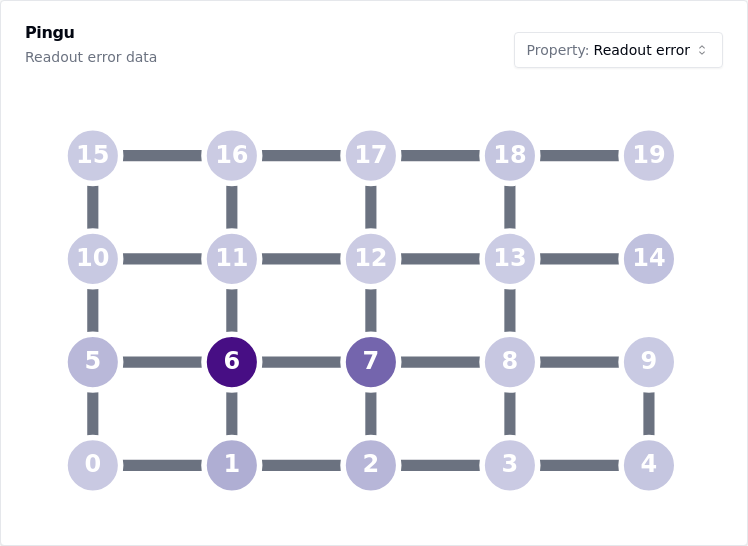 Pingu
Readout error data
Property: Readout error
15 16 17 18 19
10 11 12 13 14
5 6 7 8 9
0 1 2 3 4